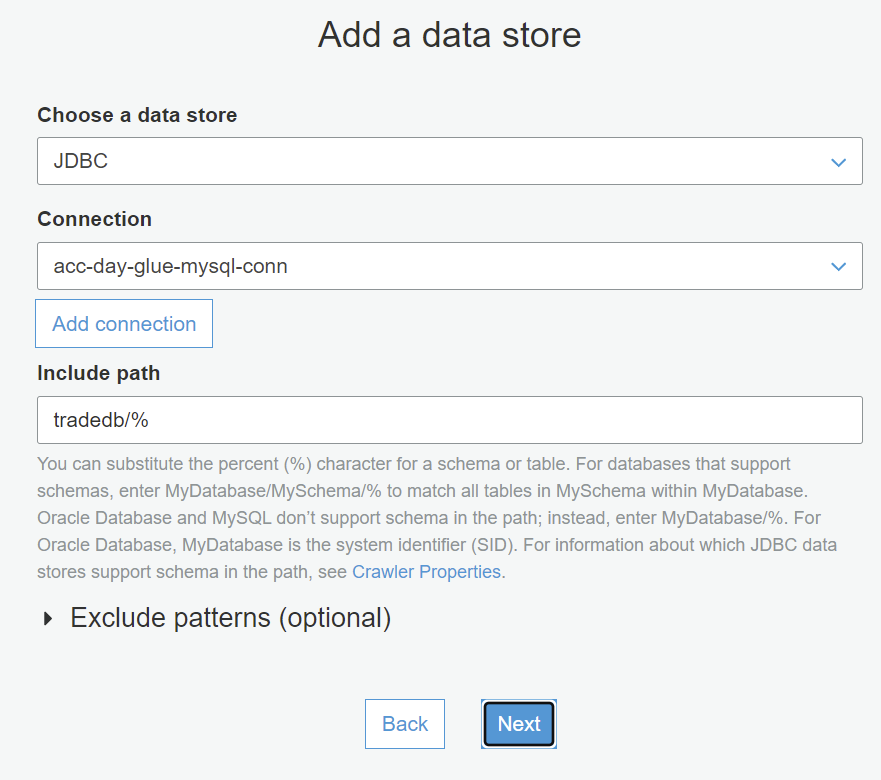 Add a data store
Choose a data store
JDBC
Connection
acc-day-glue-mysql-conn
Add connection
Include path
tradedb/%
You can substitute the percent (%) character for a schema or table. For databases that support
schemas, enter MyDatabase/MySchema/% to match all tables in MySchema within MyDatabase.
Oracle Database and MySQL don’t support schema in the path; instead, enter MyDatabase/%. For
Oracle Database, MyDatabase is the system identifier (SID). For information about which JDBC data
stores support schema in the path, see Crawler Properties.
Exclude patterns (optional)
Back
Next